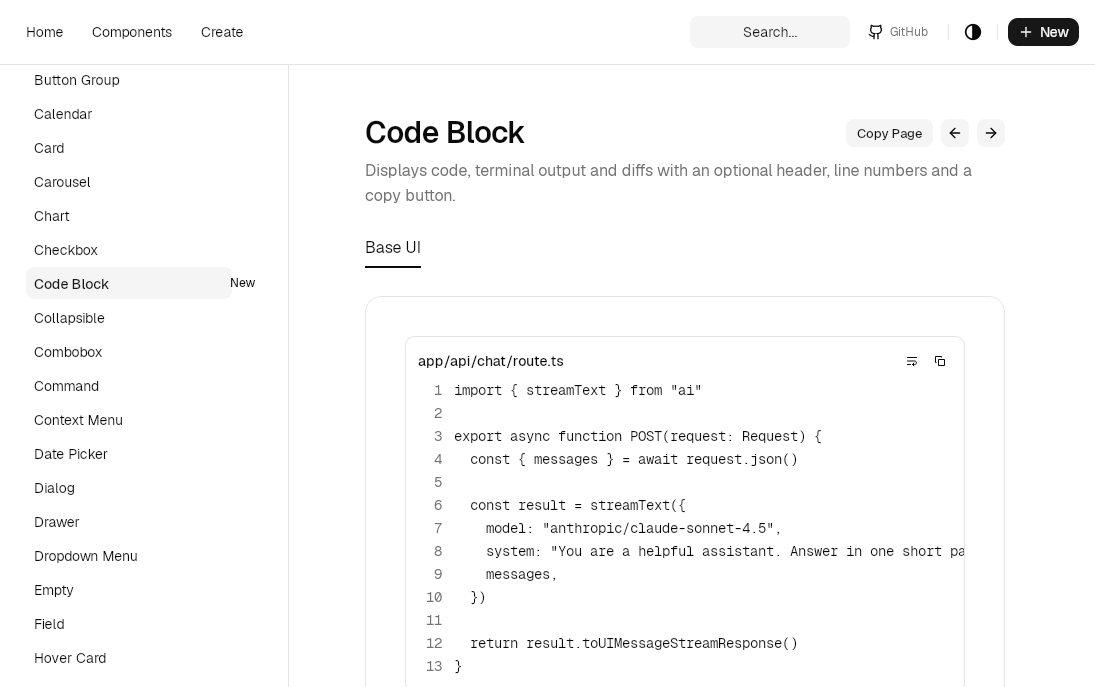 Home
Components
Create
Search...
GitHub
New
Button Group
Calendar
Card
Carousel
Chart
Checkbox
Code Block
New
Collapsible
Combobox
Command
Context Menu
Date Picker
Dialog
Drawer
Dropdown Menu
Empty
Field
Hover Card
Code Block
Copy Page
Displays code, terminal output and diffs with an optional header, line numbers and a
copy button.
Base UI
app/api/chat/route.ts
1 import { streamText } from "ai"
2
3 export async function POST(request: Request) {
4   const { messages } = await request.json()
5
6   const result = streamText({
7     model: "anthropic/claude-sonnet-4.5",
8     system: "You are a helpful assistant. Answer in one short pa
9     messages,
10   })
11
12   return result.toUIMessageStreamResponse()
13 }